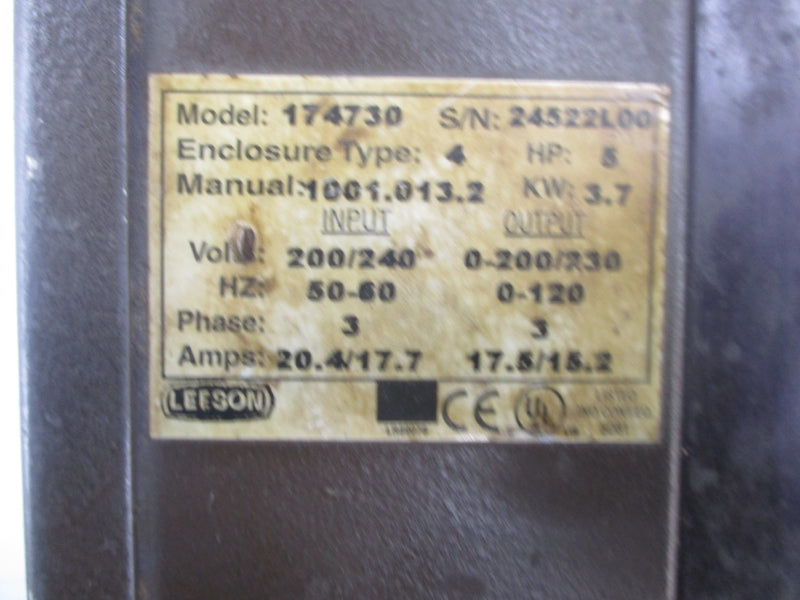 Model: 174730 S/N: 24522L00
Enclosure Type: 4 HP: 5
Manual: 1001.013.2 KW: 3.7
INPUT OUTPUT
200/240 0-200/230
HZ: 50-60 0-120
Phase: 3 3
Amps: 20.4/17.7 17.5/15.2
LEESON CE UL LISTED